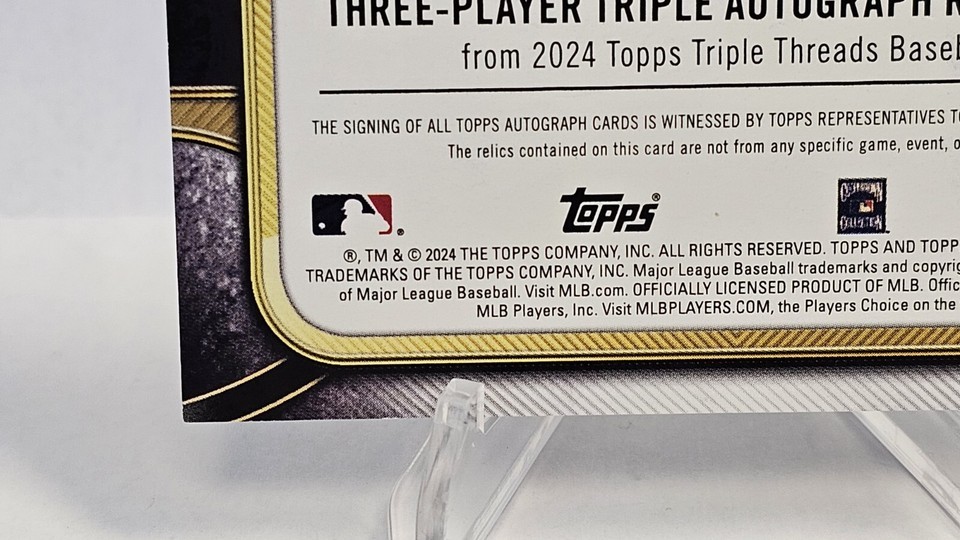 THREE-PLAYER TRIPLE AUTOGRAPH
from 2024 Topps Triple Threads
THE SIGNING OF ALL TOPPS AUTOGRAPH CARDS IS WITNESSED BY TOPPS REPRESENTATIVES
The relics contained on this card are not from any specific game, event,
Topps®
®, TM & © 2024 THE TOPPS COMPANY, INC. ALL RIGHTS RESERVED. TOPPS AND
TRADEMARKS OF THE TOPPS COMPANY, INC. Major League Baseball trademarks and
of Major League Baseball. Visit MLB.com. OFFICIALLY LICENSED PRODUCT OF MLB.
MLB Players, Inc. Visit MLBPLAYERS.COM, the Players Choice on the